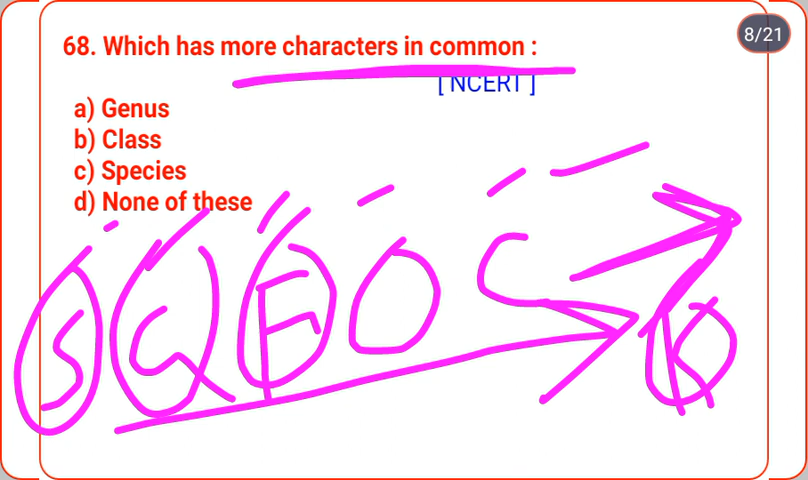 8/21
68. Which has more characters in common :
[ NCERT ]
a) Genus
b) Class
c) Species
d) None of these
S G F O C K